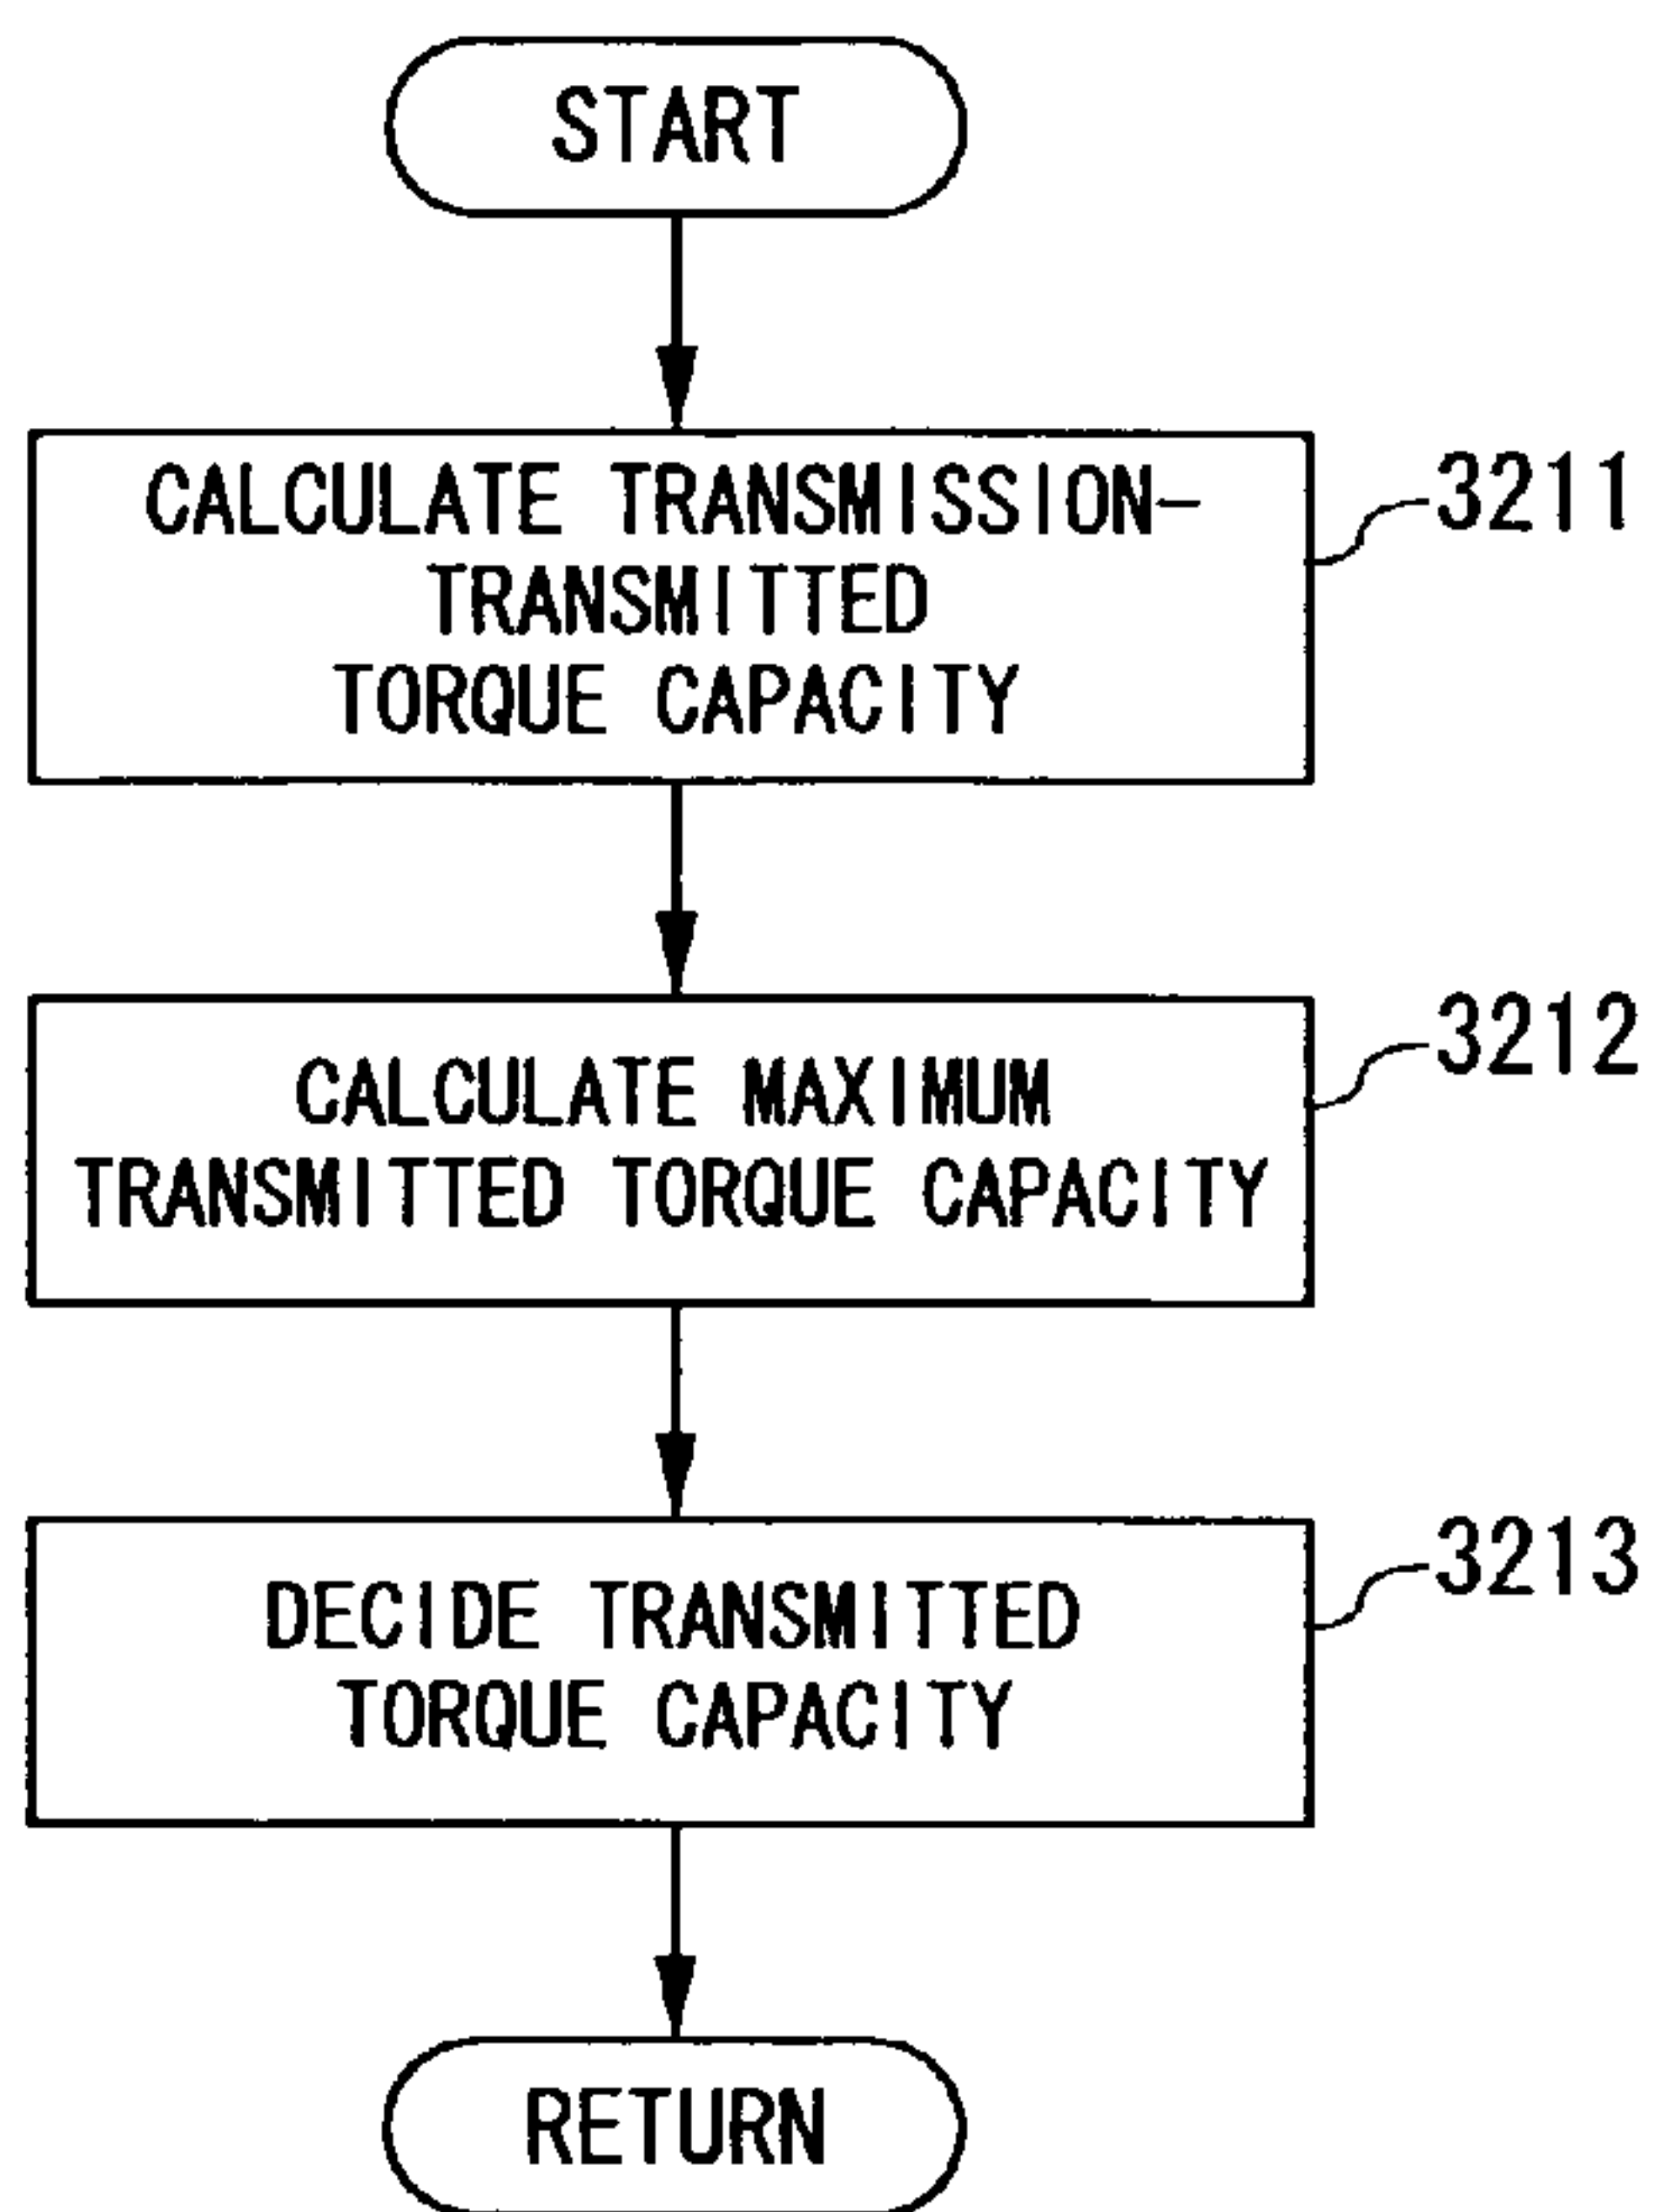 START
CALCULATE TRANSMISSION-
TRANSMITTED
TORQUE CAPACITY
3211
CALCULATE MAXIMUM
TRANSMITTED TORQUE CAPACITY
3212
DECIDE TRANSMITTED
TORQUE CAPACITY
3213
RETURN